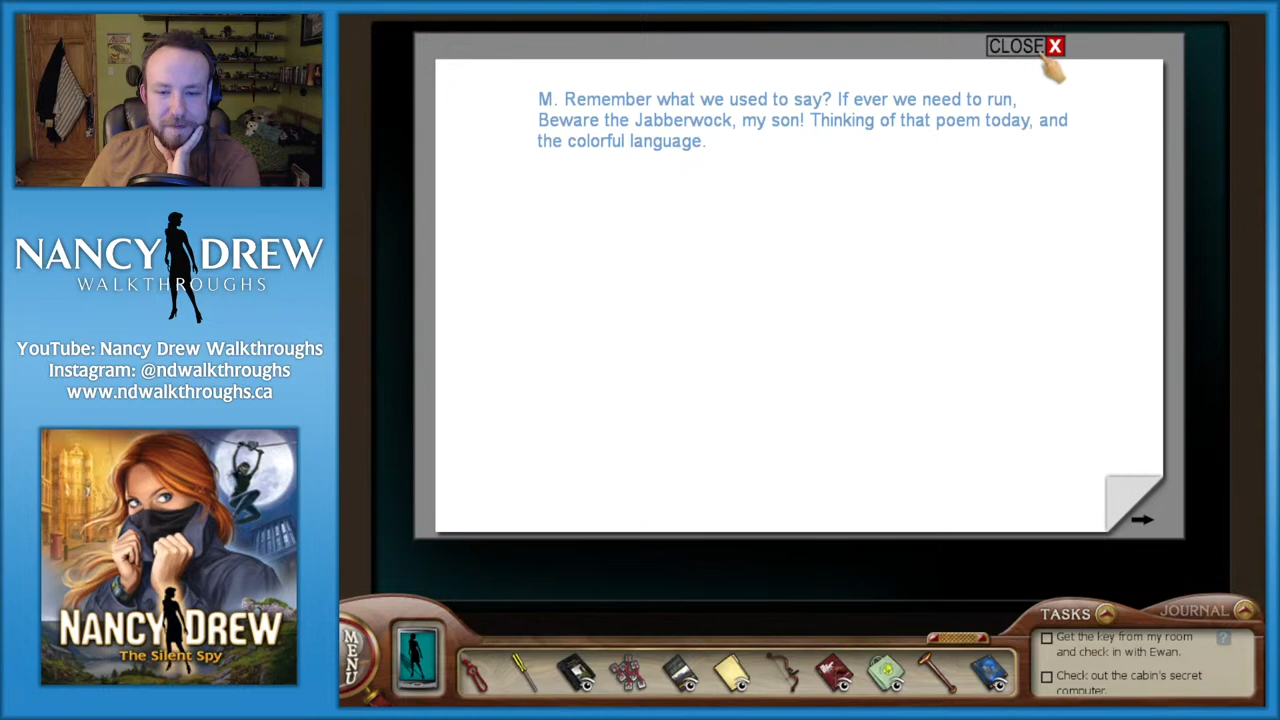 CLOSE X
M. Remember what we used to say? If ever we need to run,
Beware the Jabberwock, my son! Thinking of that poem today, and
the colorful language.
NANCY DREW
WALKTHROUGHS
YouTube: Nancy Drew Walkthroughs
Instagram: @ndwalkthroughs
www.ndwalkthroughs.ca
NANCY DREW
The Silent Spy
MENU
TASKS
JOURNAL
Get the key from my room
and check in with Ewan.
?
Check out the cabin's secret
computer.